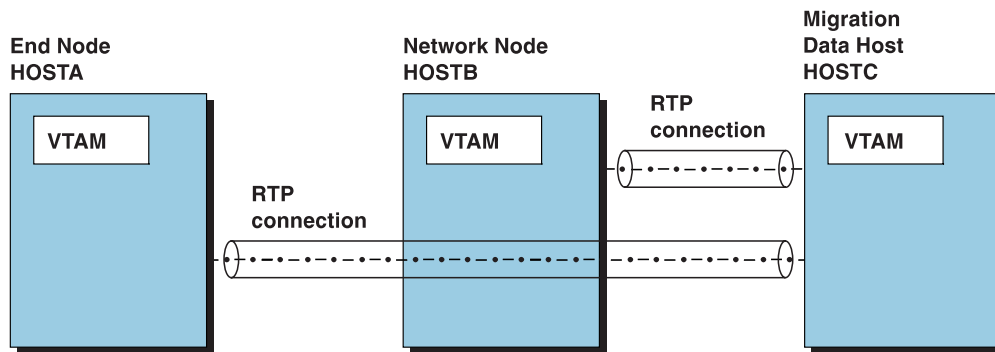 End Node
HOSTA
VTAM
Network Node
HOSTB
VTAM
Migration
Data Host
HOSTC
VTAM
RTP
connection
RTP
connection